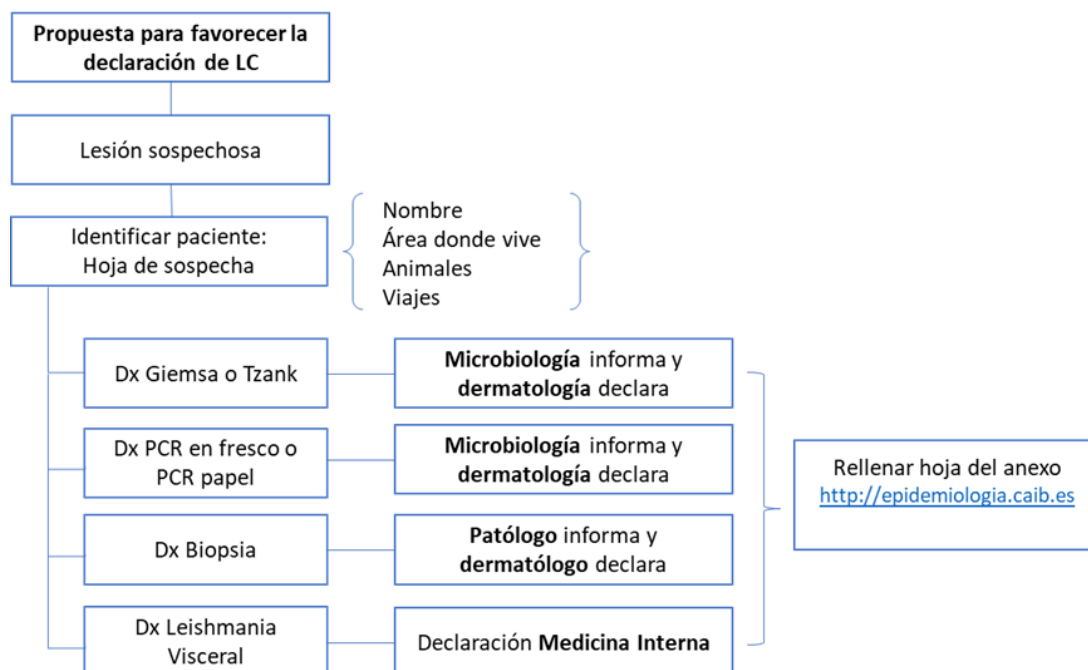 Propuesta para favorecer la
declaración de LC
Lesión sospechosa
Identificar paciente:
Hoja de sospecha
Nombre
Área donde vive
Animales
Viajes
Dx Giemsa o Tzank
Microbiología informa y
dermatología declara
Dx PCR en fresco o
PCR papel
Microbiología informa y
dermatología declara
Dx Biopsia
Patólogo informa y
dermatólogo declara
Dx Leishmania
Visceral
Declaración Medicina Interna
Rellenar hoja del anexo
http://epidemiologia.caib.es